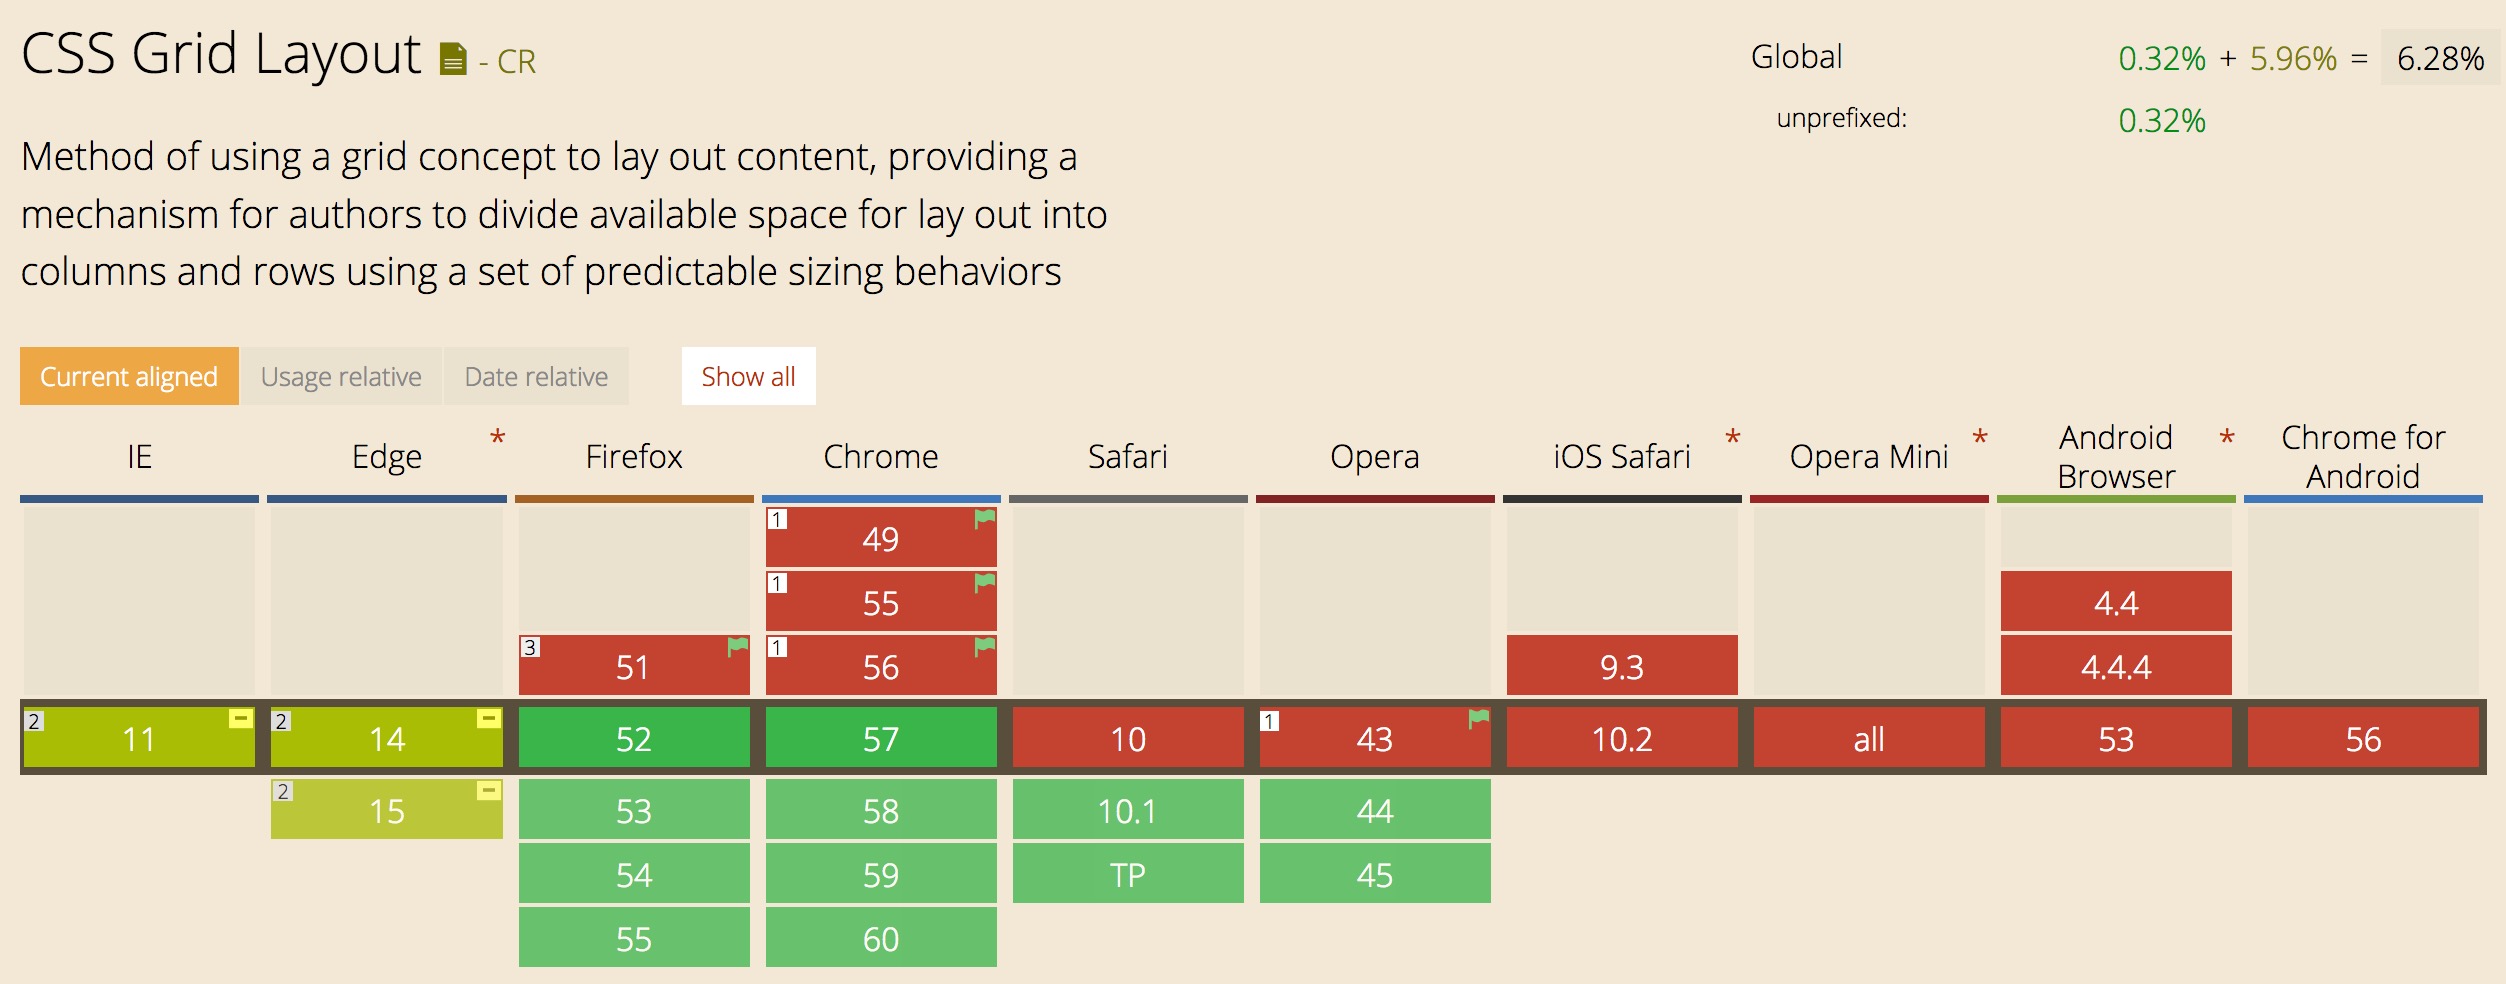 CSS Grid Layout - CR
Global 0.32% + 5.96% = 6.28%
unprefixed: 0.32%
Method of using a grid concept to lay out content, providing a
mechanism for authors to divide available space for lay out into
columns and rows using a set of predictable sizing behaviors
Current aligned Usage relative Date relative Show all
IE Edge * Firefox Chrome Safari Opera iOS Safari * Opera Mini * Android Browser * Chrome for Android
1 49
1 55 4.4
3 51 1 56 9.3 4.4.4
2 11 - 2 14 - 52 57 10 1 43 10.2 all 53 56
2 15 - 53 58 10.1 44
54 59 TP 45
55 60